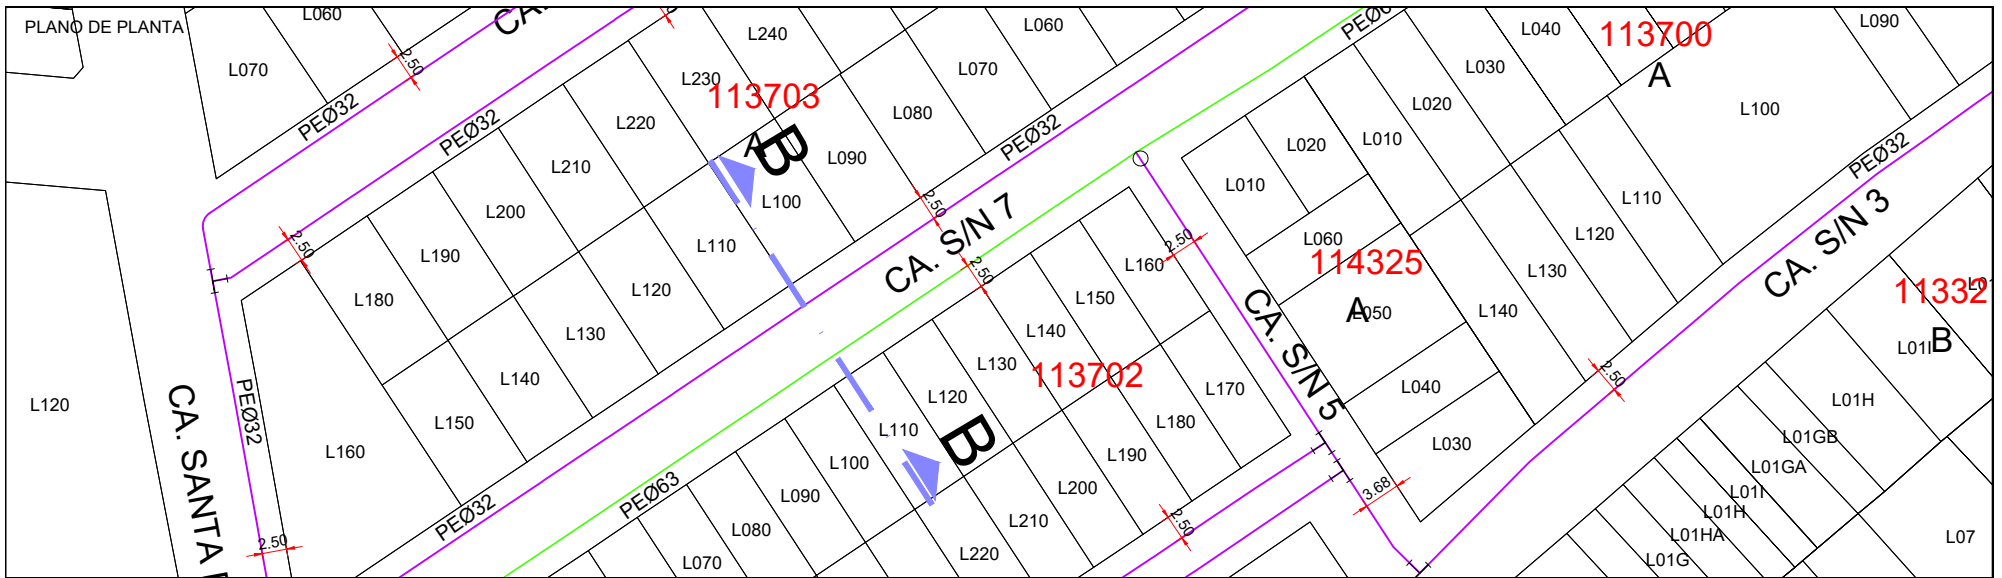 PLANO DE PLANTA
L060
L070
2.50
PEØ32
PEØ32
L240
L230
113703
A
B
L220
L210
L200
L190
L180
2.50
L060
L070
L080
L090
L100
L110
L120
L130
L140
L150
L160
PEØ32
2.50
CA. S/N 7
2.50
PEØ32
PEØ63
L120
CA. SANTA
PEØ32
2.50
L040
L030
L020
L010
113700
A
L090
L100
L110
L120
L130
L140
PEØ32
CA. S/N 3
L020
L010
L060
114325
A
L050
L040
L030
2.50
CA. S/N 5
3.68
2.50
L160
L150
L140
L130
113702
L120
L110
B
L100
L090
L080
L070
L170
L180
L190
L200
L210
L220
2.50
11332
B
L01I
L01H
L01GB
L01GA
L01I
L01H
L01HA
L01G
L07